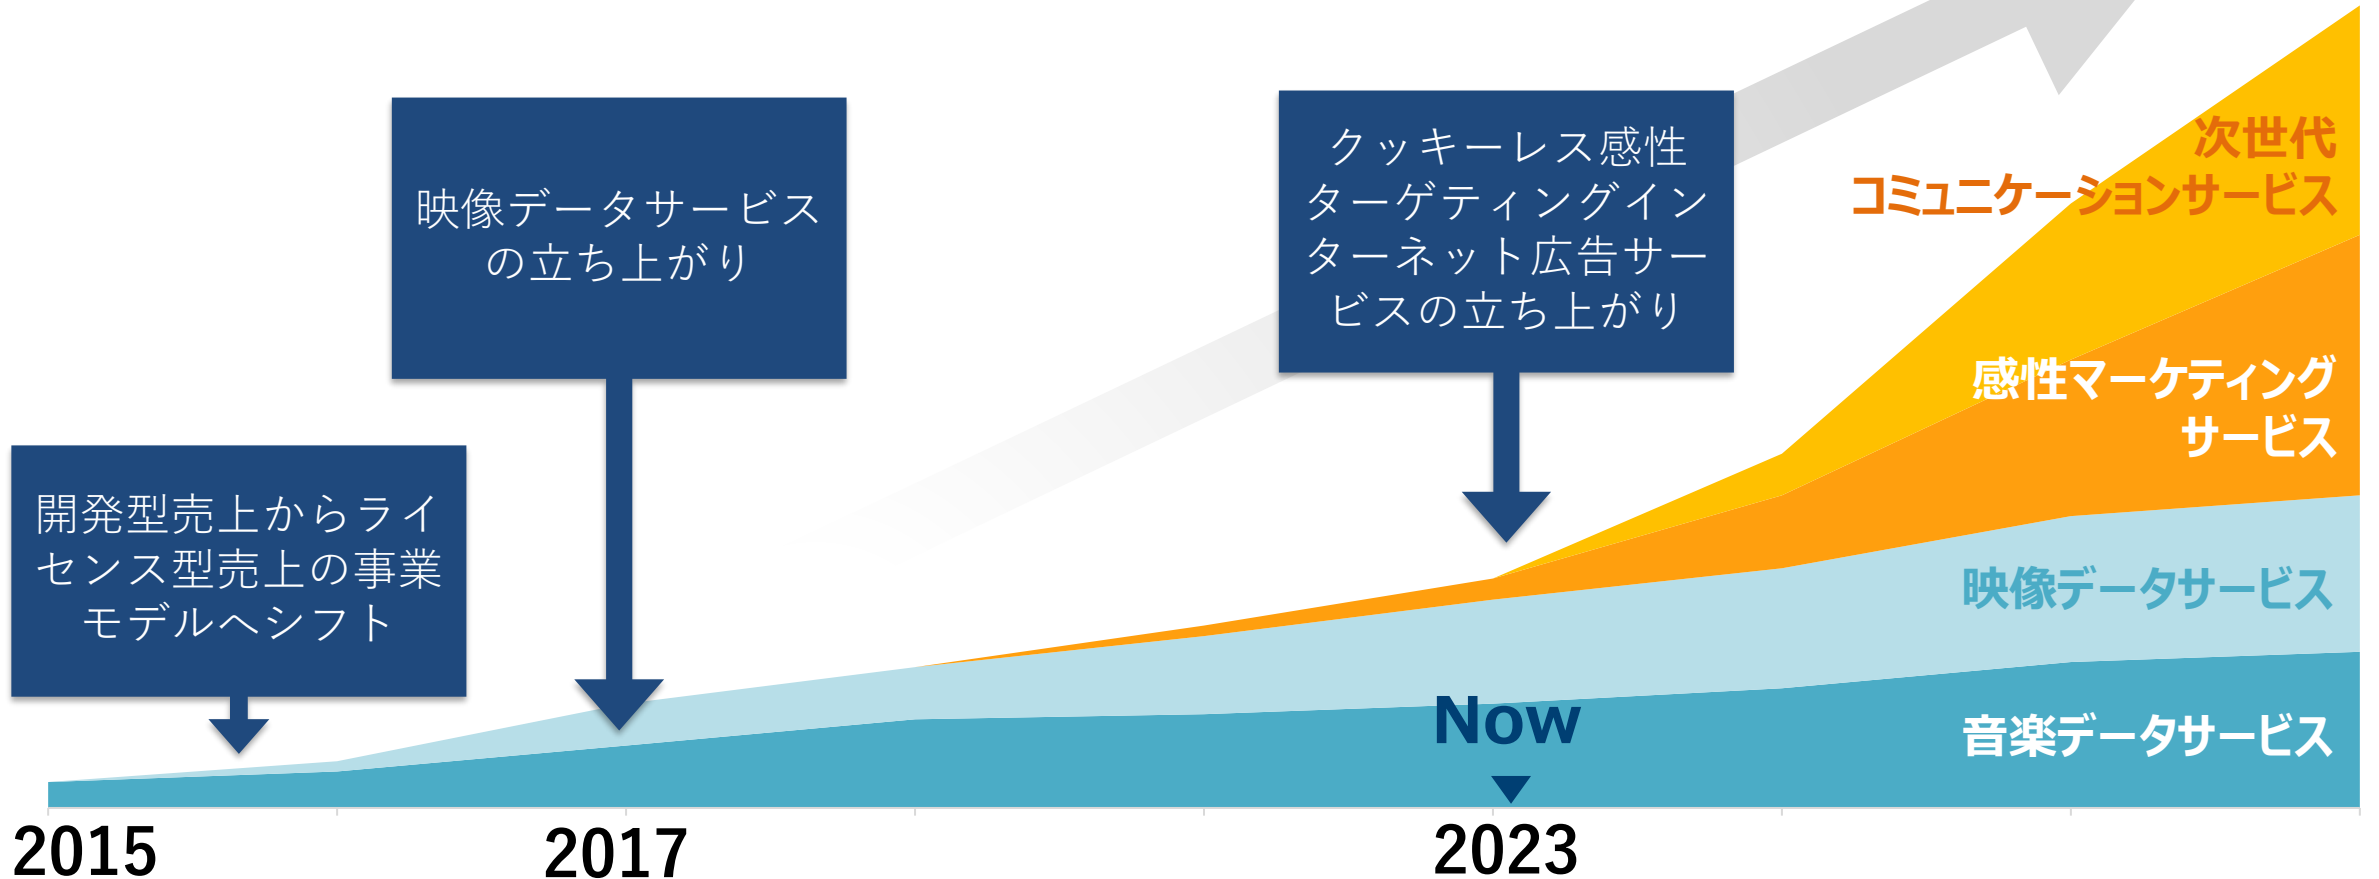 映像データサービス
の立ち上がり
クッキーレス感性
ターゲティングイン
ターネット広告サー
ビスの立ち上がり
開発型売上からライ
センス型売上の事業
モデルへシフト
次世代
コミュニケーションサービス
感性マーケティング
サービス
映像データサービス
音楽データサービス
Now
2015
2017
2023